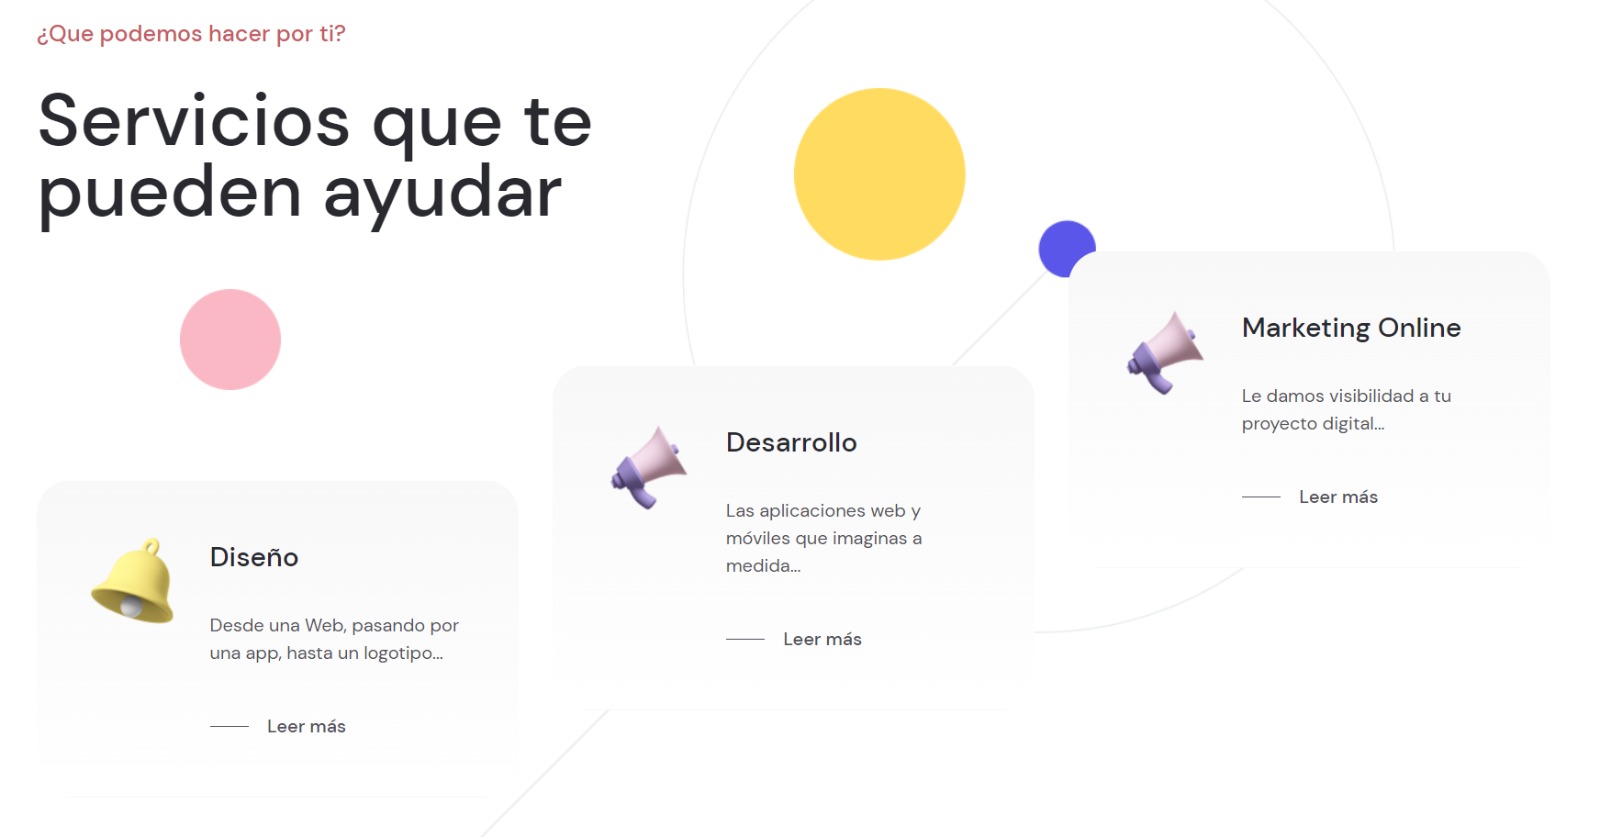 ¿Que podemos hacer por ti?
Servicios que te
pueden ayudar
Diseño
Desde una Web, pasando por
una app, hasta un logotipo...
Leer más
Desarrollo
Las aplicaciones web y
móviles que imaginas a
medida...
Leer más
Marketing Online
Le damos visibilidad a tu
proyecto digital...
Leer más